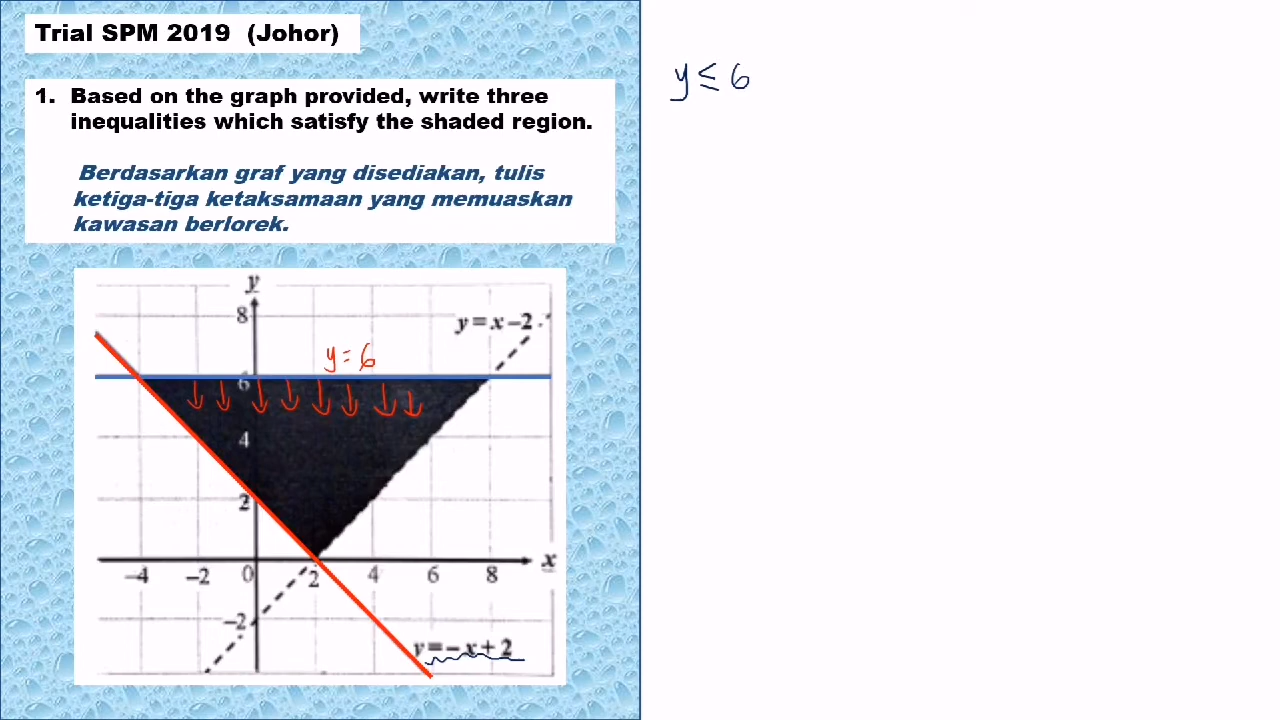 Trial SPM 2019 (Johor)
y ≤ 6
1. Based on the graph provided, write three
inequalities which satisfy the shaded region.
Berdasarkan graf yang disediakan, tulis
ketiga-tiga ketaksamaan yang memuaskan
kawasan berlorek.
y
8
y = x – 2
y = 6
6
4
2
–4 –2 0 2 4 6 8 x
–2
y = – x + 2